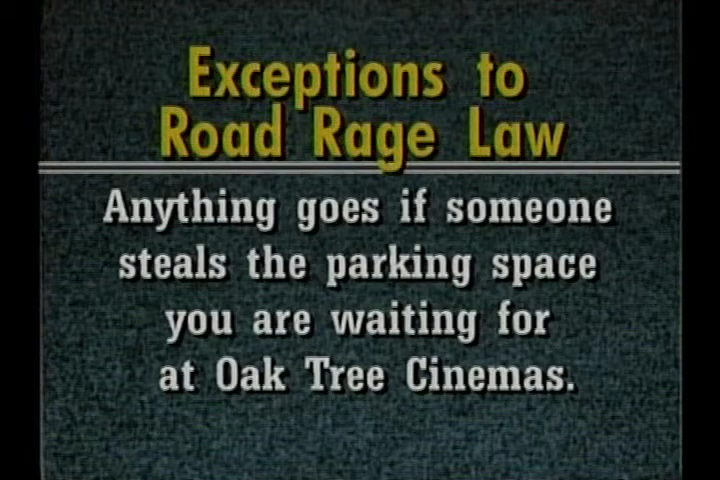 Exceptions to
Road Rage Law
Anything goes if someone
steals the parking space
you are waiting for
at Oak Tree Cinemas.